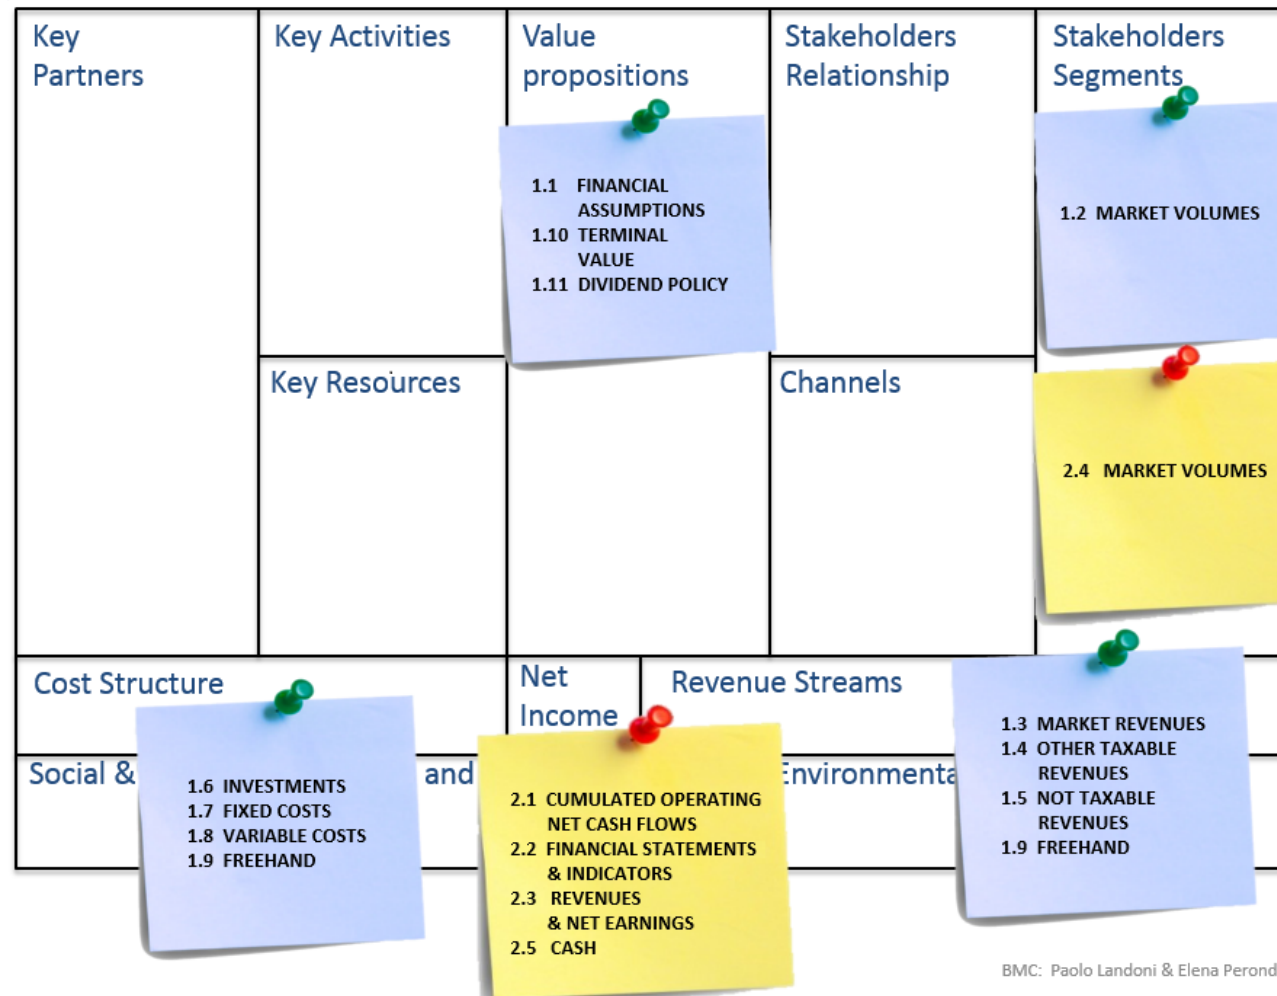 Key
Partners
Key Activities
Value
propositions
Stakeholders
Relationship
Stakeholders
Segments
1.1 FINANCIAL
ASSUMPTIONS
1.10 TERMINAL
VALUE
1.11 DIVIDEND POLICY
1.2 MARKET VOLUMES
Key Resources
Channels
2.4 MARKET VOLUMES
Cost Structure
Net
Income
Revenue Streams
1.3 MARKET REVENUES
1.4 OTHER TAXABLE
REVENUES
1.5 NOT TAXABLE
REVENUES
1.9 FREEHAND
Social &
and
1.6 INVESTMENTS
1.7 FIXED COSTS
1.8 VARIABLE COSTS
1.9 FREEHAND
2.1 CUMULATED OPERATING
NET CASH FLOWS
2.2 FINANCIAL STATEMENTS
& INDICATORS
2.3 REVENUES
& NET EARNINGS
2.5 CASH
BMC: Paolo Landoni & Elena Perond